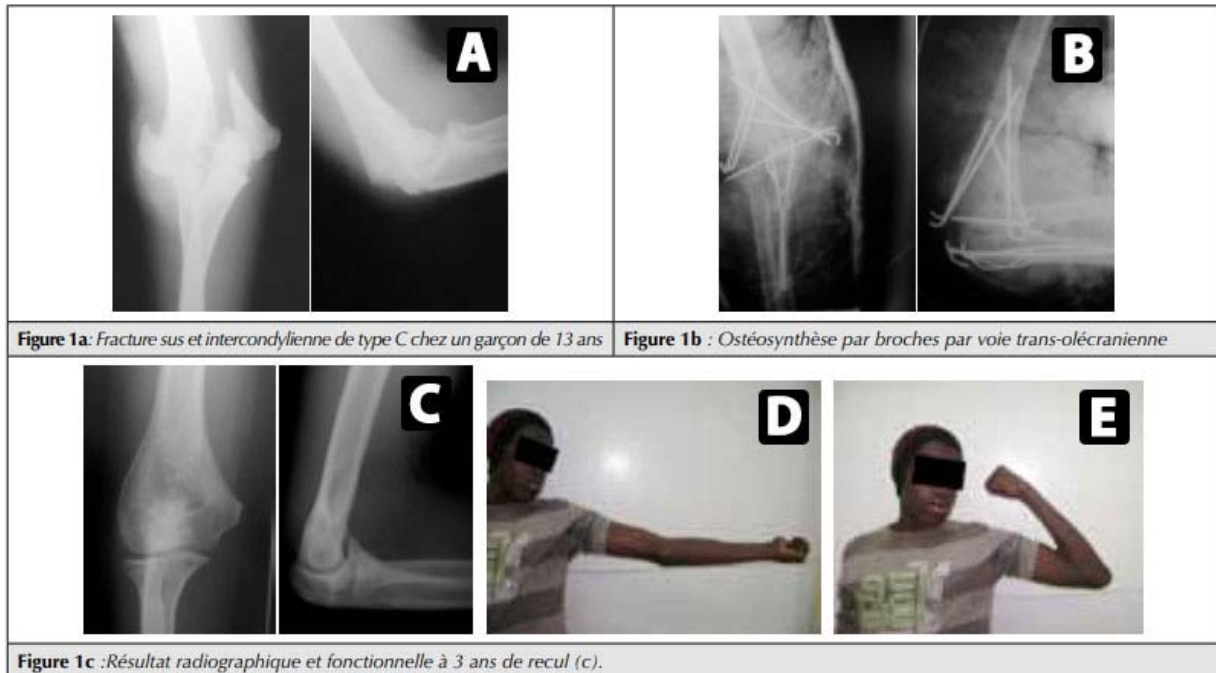 A
B
Figure 1a: Fracture sus et intercondylienne de type C chez un garçon de 13 ans
Figure 1b : Ostéosynthèse par broches par voie trans-olécranienne
C
D
E
Figure 1c :Résultat radiographique et fonctionnelle à 3 ans de recul (c).